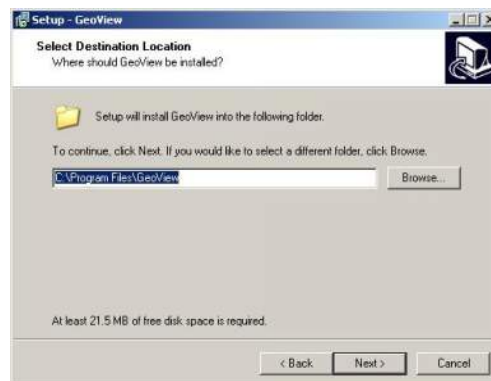 Setup - GeoView
Select Destination Location
Where should GeoView be installed?
Setup will install GeoView into the following folder.
To continue, click Next. If you would like to select a different folder, click Browse.
C:\Program Files\GeoView
Browse...
At least 21.5 MB of free disk space is required.
< Back
Next >
Cancel